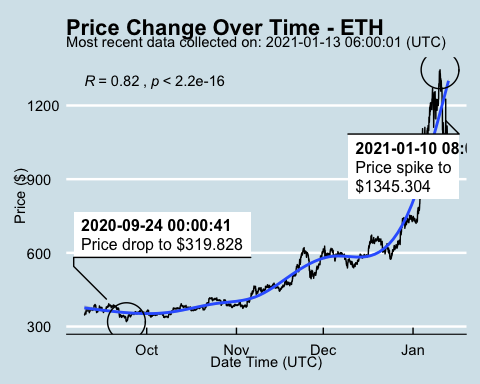 Price Change Over Time - ETH
Most recent data collected on: 2021-01-13 06:00:01 (UTC)
R = 0.82 , p < 2.2e-16
1200
900
600
300
Price ($)
2021-01-10 08:
Price spike to
$1345.304
2020-09-24 00:00:41
Price drop to $319.828
Oct
Nov
Dec
Jan
Date Time (UTC)